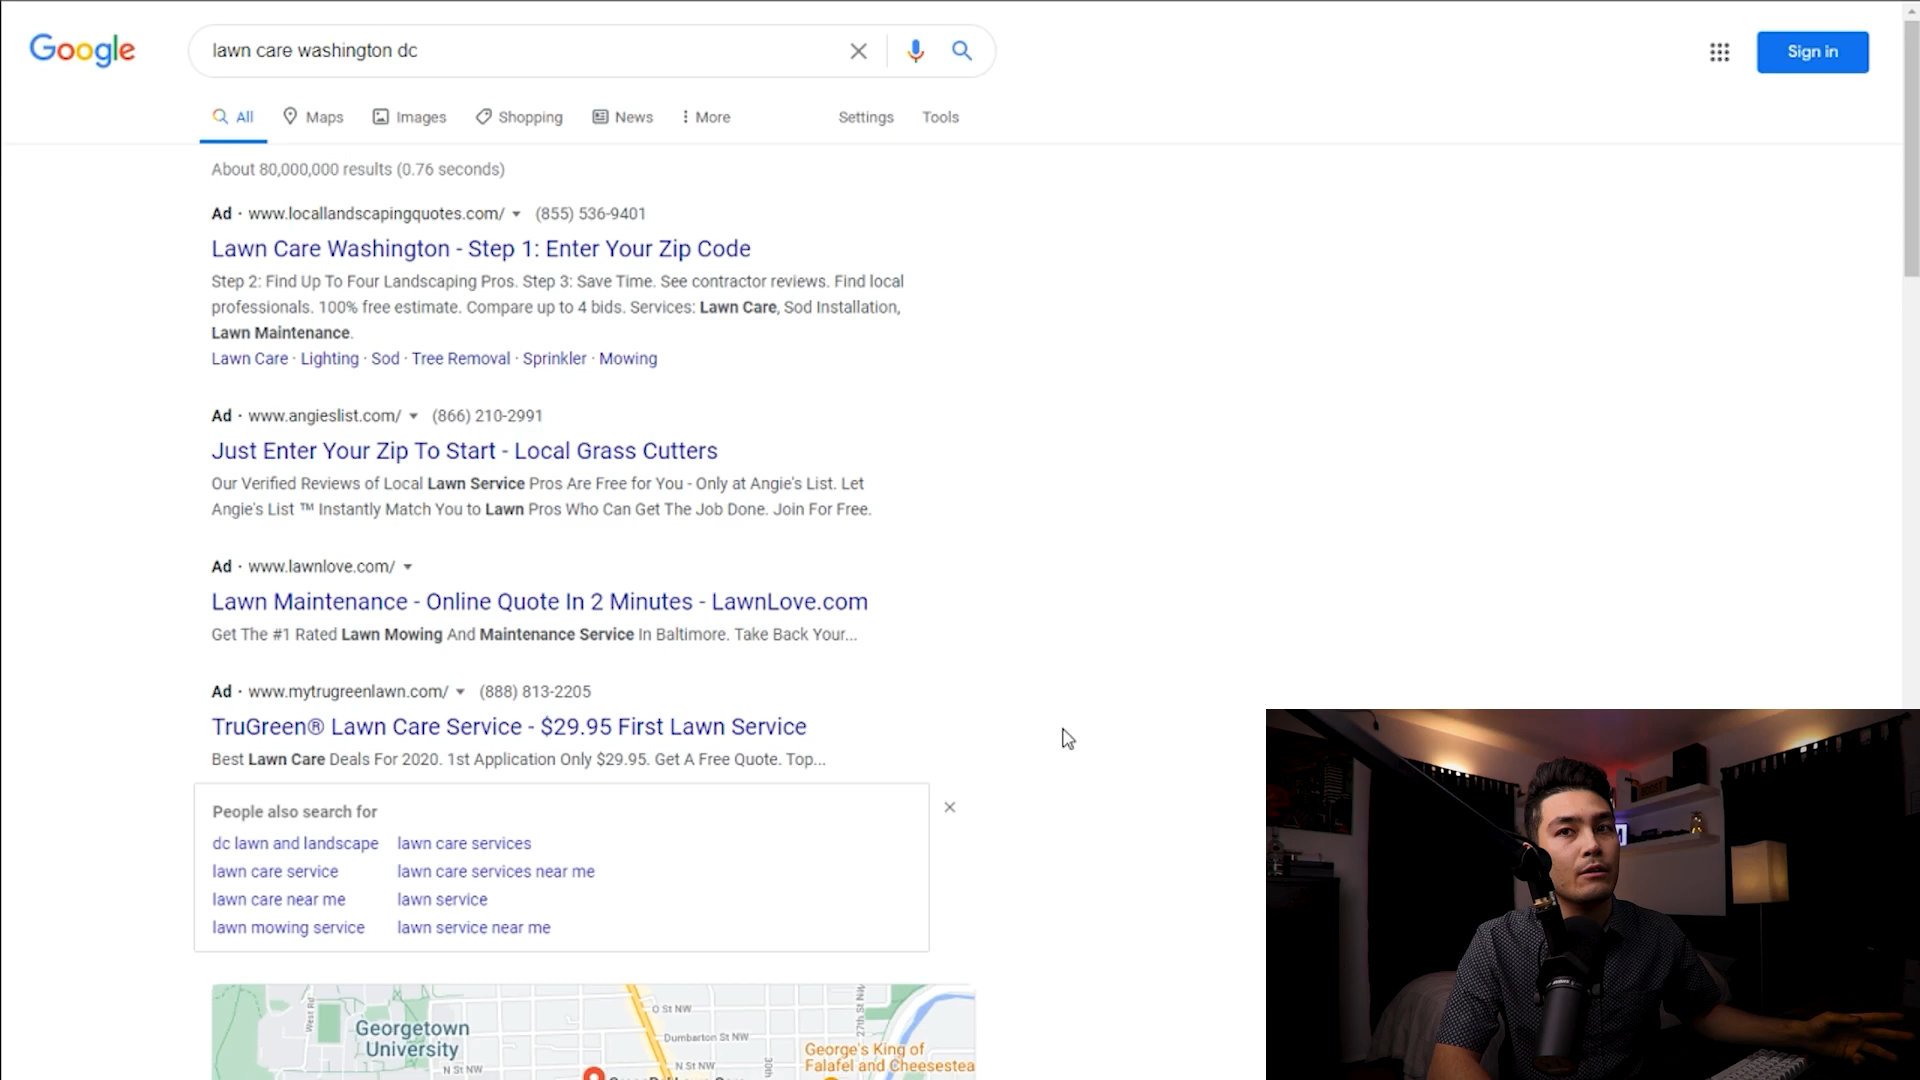 Google
lawn care washington dc
Sign in
All
Maps
Images
Shopping
News
More
Settings
Tools
About 80,000,000 results (0.76 seconds)
Ad · www.locallandscapingquotes.com/ (855) 536-9401
Lawn Care Washington - Step 1: Enter Your Zip Code
Step 2: Find Up To Four Landscaping Pros. Step 3: Save Time. See contractor reviews. Find local
professionals. 100% free estimate. Compare up to 4 bids. Services: Lawn Care, Sod Installation,
Lawn Maintenance.
Lawn Care · Lighting · Sod · Tree Removal · Sprinkler · Mowing
Ad · www.angieslist.com/ (866) 210-2991
Just Enter Your Zip To Start - Local Grass Cutters
Our Verified Reviews of Local Lawn Service Pros Are Free for You - Only at Angie's List. Let
Angie's List ™ Instantly Match You to Lawn Pros Who Can Get The Job Done. Join For Free.
Ad · www.lawnlove.com/
Lawn Maintenance - Online Quote In 2 Minutes - LawnLove.com
Get The #1 Rated Lawn Mowing And Maintenance Service In Baltimore. Take Back Your...
Ad · www.mytrugreenlawn.com/ (888) 813-2205
TruGreen® Lawn Care Service - $29.95 First Lawn Service
Best Lawn Care Deals For 2020. 1st Application Only $29.95. Get A Free Quote. Top...
People also search for
dc lawn and landscape
lawn care services
lawn care service
lawn care services near me
lawn care near me
lawn service
lawn mowing service
lawn service near me
O St NW
West Rd
27th St NW
Georgetown
University
Dumbarton St NW
George's King of
Falafel and Cheesestea
N St NW
N St NW
30th